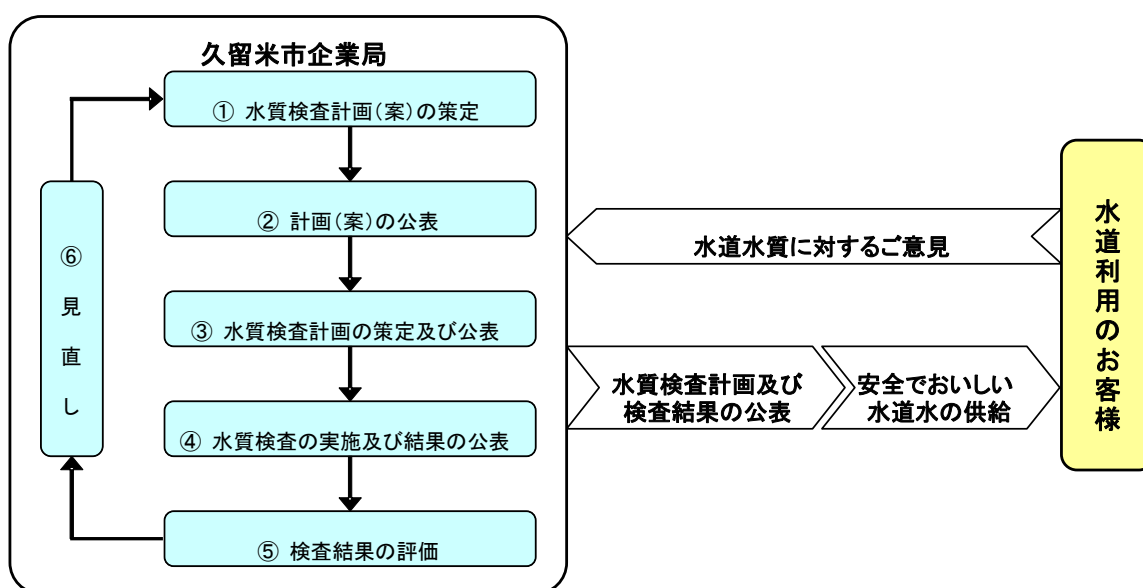 久留米市企業局
① 水質検査計画(案)の策定
② 計画(案)の公表
③ 水質検査計画の策定及び公表
④ 水質検査の実施及び結果の公表
⑤ 検査結果の評価
⑥見直し
水道水質に対するご意見
水質検査計画及び
検査結果の公表
安全でおいしい
水道水の供給
水道利用のお客様